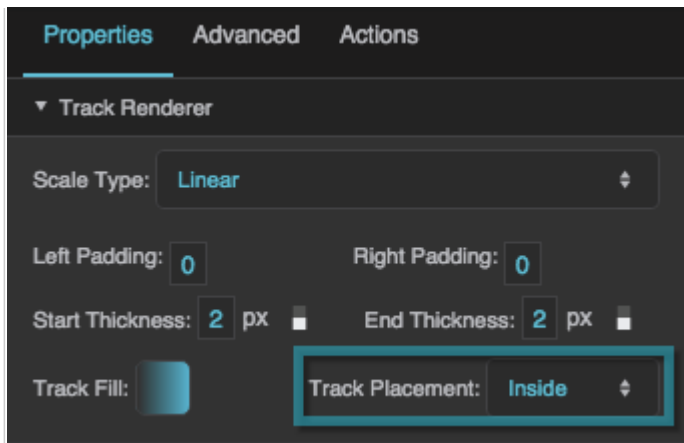 Properties Advanced Actions
Track Renderer
Scale Type: Linear
Left Padding: 0 Right Padding: 0
Start Thickness: 2 px End Thickness: 2 px
Track Fill: Track Placement: Inside